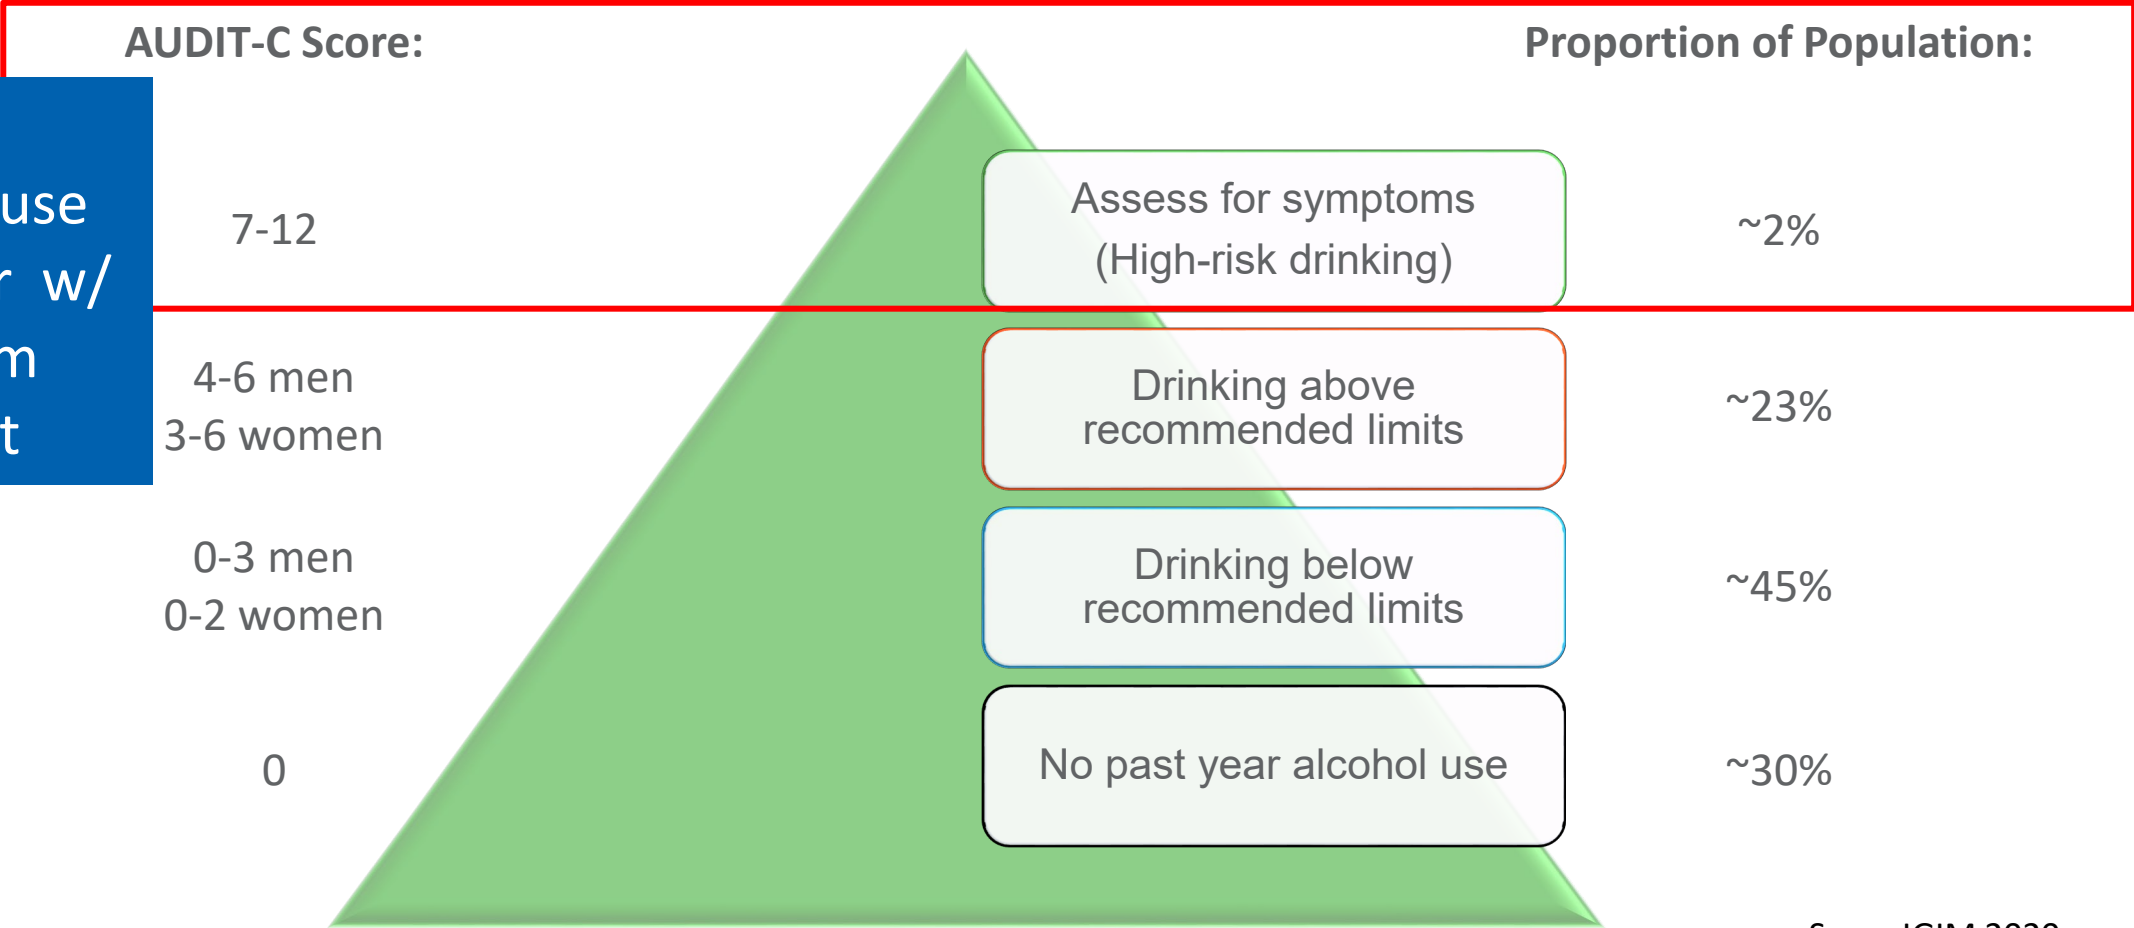 AUDIT-C Score:
Proportion of Population:
use
w/
7-12
Assess for symptoms
(High-risk drinking)
~2%
4-6 men
3-6 women
Drinking above
recommended limits
~23%
0-3 men
0-2 women
Drinking below
recommended limits
~45%
0
No past year alcohol use
~30%
JGIM 2020